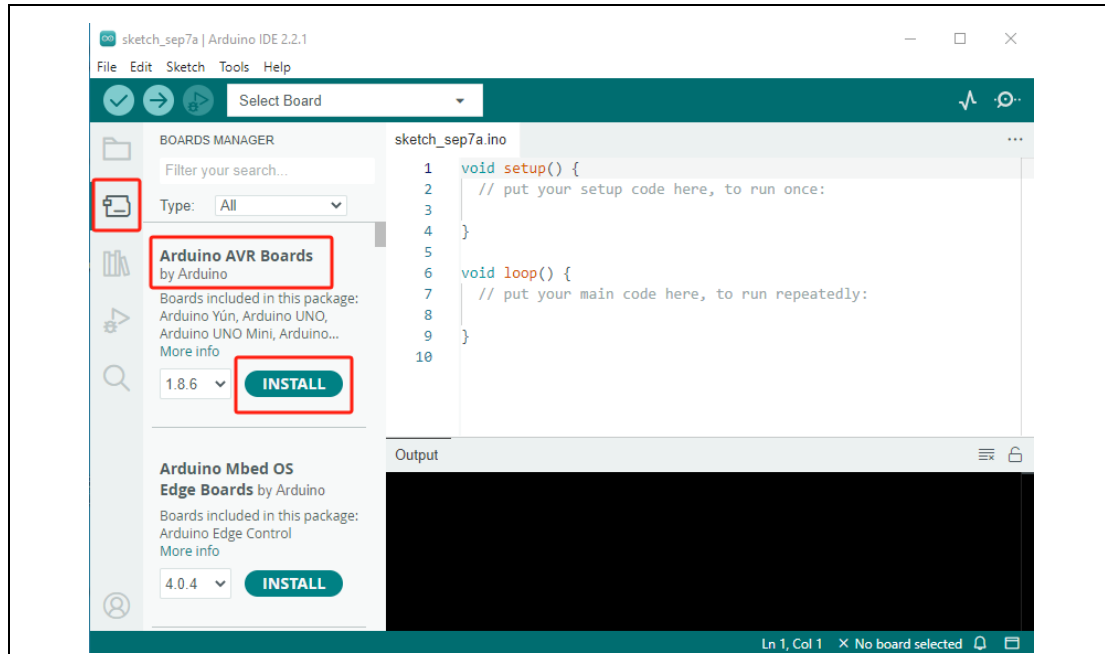 sketch_sep7a | Arduino IDE 2.2.1
File Edit Sketch Tools Help
Select Board
BOARDS MANAGER
Filter your search...
Type: All
Arduino AVR Boards
by Arduino
Boards included in this package:
Arduino Yún, Arduino UNO,
Arduino UNO Mini, Arduino...
More info
1.8.6 INSTALL
Arduino Mbed OS
Edge Boards by Arduino
Boards included in this package:
Arduino Edge Control
More info
4.0.4 INSTALL
sketch_sep7a.ino
1 void setup() {
2 // put your setup code here, to run once:
3
4 }
5
6 void loop() {
7 // put your main code here, to run repeatedly:
8
9 }
10
Output
Ln 1, Col 1 × No board selected